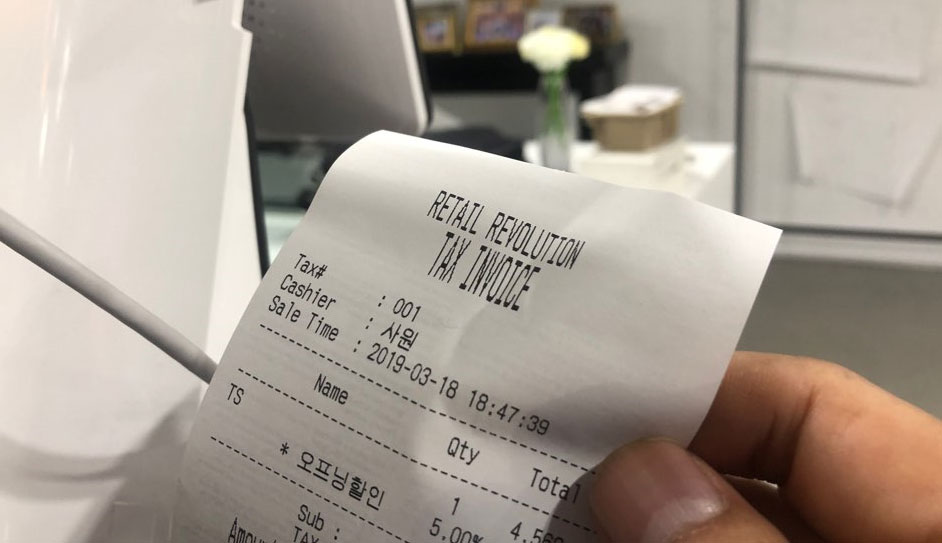 RETAIL REVOLUTION
TAX INVOICE
Tax# : 001
Cashier : 사원
Sale Time : 2019-03-18 18:47:39
Name Qty Total
TS 1
* 오프닝할인 5.00%
Sub :